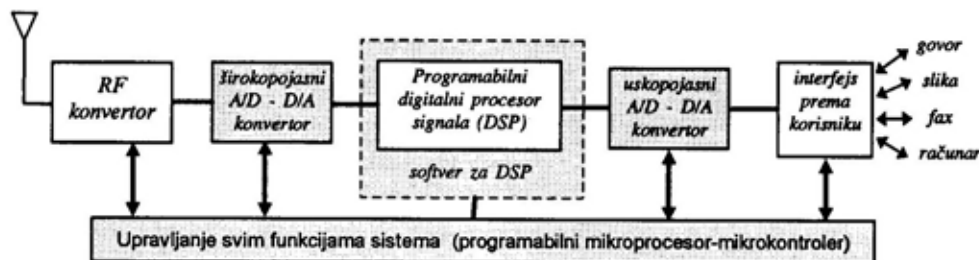 RF
konvertor
širokopojasni
A/D - D/A
konvertor
Programabilni
digitalni procesor
signala (DSP)
softver za DSP
uskopojasni
A/D - D/A
konvertor
interfejs
prema
korisniku
govor
slika
fax
računar
Upravljanje svim funkcijama sistema (programabilni mikroprocesor-mikrokontroler)